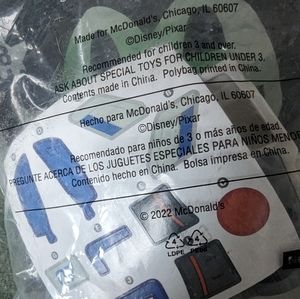 Made for McDonald's, Chicago, IL 60607
©Disney/Pixar
Recommended for children 3 and over.
ASK ABOUT SPECIAL TOYS FOR CHILDREN UNDER 3.
Contents made in China. Polybag printed in China.
Hecho para McDonald's, Chicago, IL 60607
©Disney/Pixar
Recomendado para niños de 3 o más años de edad.
PREGUNTE ACERCA DE LOS JUGUETES ESPECIALES PARA NIÑOS MENOR
Contenido hecho en China. Bolsa impresa en China.
© 2022 McDonald's
LDPE